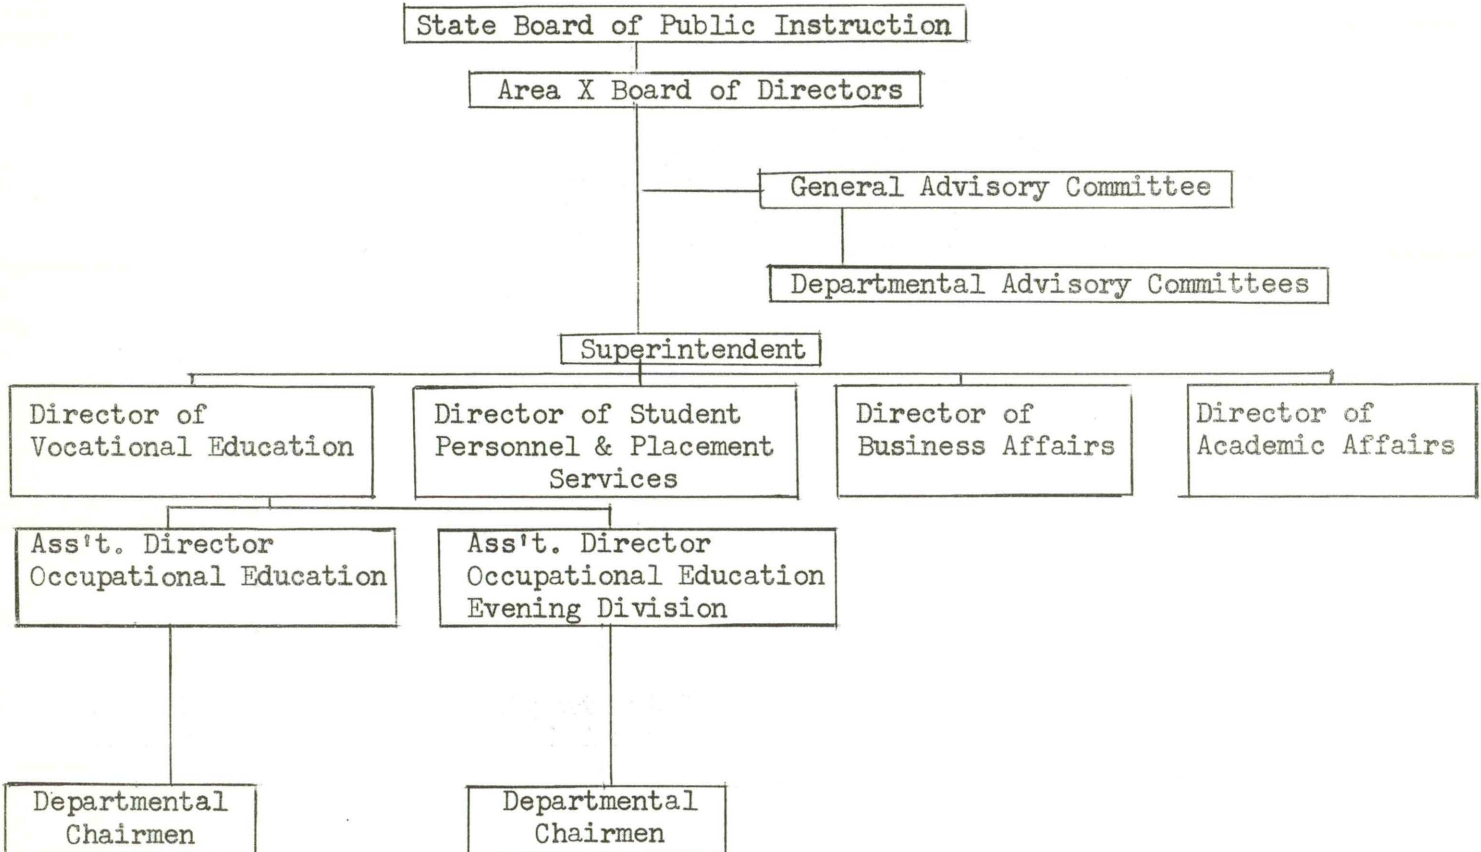 State Board of Public Instruction
Area X Board of Directors
General Advisory Committee
Departmental Advisory Committees
Superintendent
Director of
Vocational Education
Director of Student
Personnel & Placement
Services
Director of
Business Affairs
Director of
Academic Affairs
Ass't. Director
Occupational Education
Ass't. Director
Occupational Education
Evening Division
Departmental
Chairmen
Departmental
Chairmen